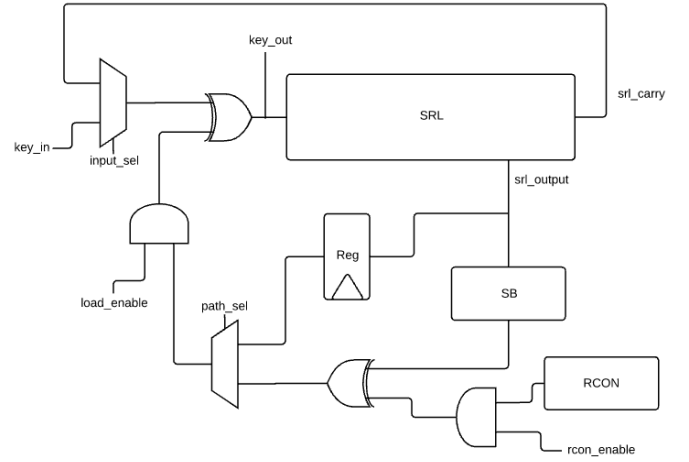 key_out
SRL
srl_carry
key_in
input_sel
srl_output
Reg
SB
load_enable
path_sel
RCON
rcon_enable